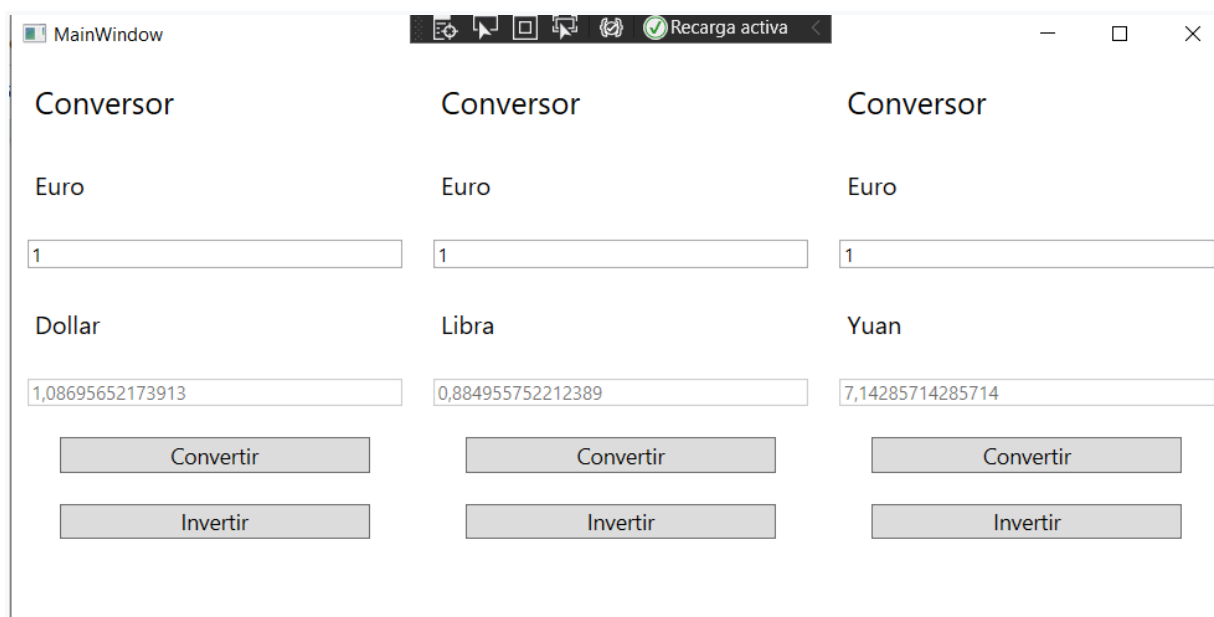 MainWindow
Recarga activa
Conversor Conversor Conversor
Euro Euro Euro
1 1 1
Dollar Libra Yuan
1,08695652173913 0,884955752212389 7,14285714285714
Convertir Convertir Convertir
Invertir Invertir Invertir